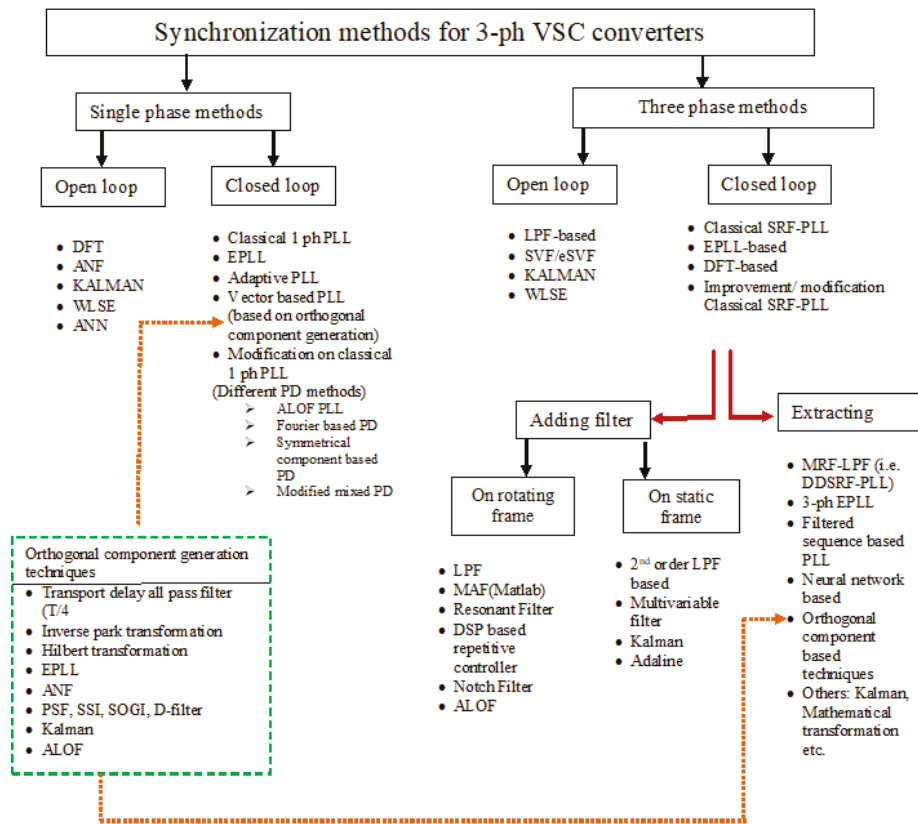 Synchronization methods for 3-ph VSC converters
Single phase methods
Three phase methods
Open loop
Closed loop
Open loop
Closed loop
• DFT
• ANF
• KALMAN
• WLSE
• ANN
• Classical 1 ph PLL
• EPLL
• Adaptive PLL
• Vector based PLL
(based on orthogonal
component generation)
• Modification on classical
1 ph PLL
(Different PD methods)
➢ ALOF PLL
➢ Fourier based PD
➢ Symmetrical
component based
PD
➢ Modified mixed PD
• LPF-based
• SVF/eSVF
• KALMAN
• WLSE
• Classical SRF-PLL
• EPLL-based
• DFT-based
• Improvement/ modification
Classical SRF-PLL
Adding filter
Extracting
On rotating
frame
On static
frame
• LPF
• MAF(Matlab)
• Resonant Filter
• DSP based
repetitive
controller
• Notch Filter
• ALOF
• 2nd order LPF
based
• Multivariable
filter
• Kalman
• Adaline
• MRF-LPF (i.e.
DDSRF-PLL)
• 3-ph EPLL
• Filtered
sequence based
PLL
• Neural network
based
• Orthogonal
component
based
techniques
• Others: Kalman,
Mathematical
transformation
etc.
Orthogonal component generation
techniques
• Transport delay all pass filter
(T/4
• Inverse park transformation
• Hilbert transformation
• EPLL
• ANF
• PSF, SSI, SOGI, D-filter
• Kalman
• ALOF